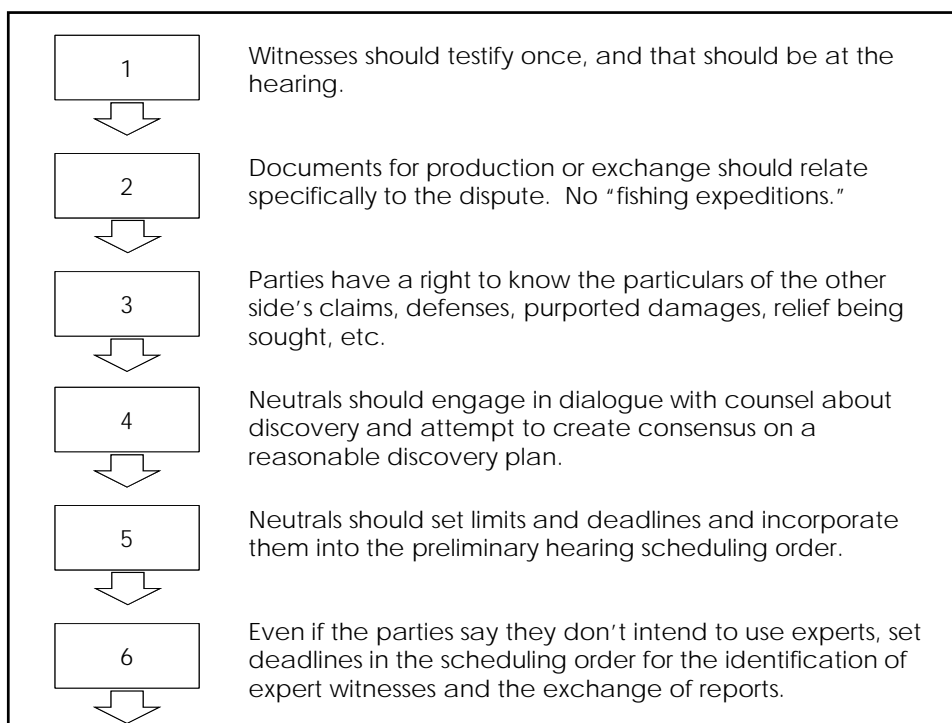 1
Witnesses should testify once, and that should be at the
hearing.
2
Documents for production or exchange should relate
specifically to the dispute.  No “fishing expeditions.”
3
Parties have a right to know the particulars of the other
side’s claims, defenses, purported damages, relief being
sought, etc.
4
Neutrals should engage in dialogue with counsel about
discovery and attempt to create consensus on a
reasonable discovery plan.
5
Neutrals should set limits and deadlines and incorporate
them into the preliminary hearing scheduling order.
6
Even if the parties say they don’t intend to use experts, set
deadlines in the scheduling order for the identification of
expert witnesses and the exchange of reports.